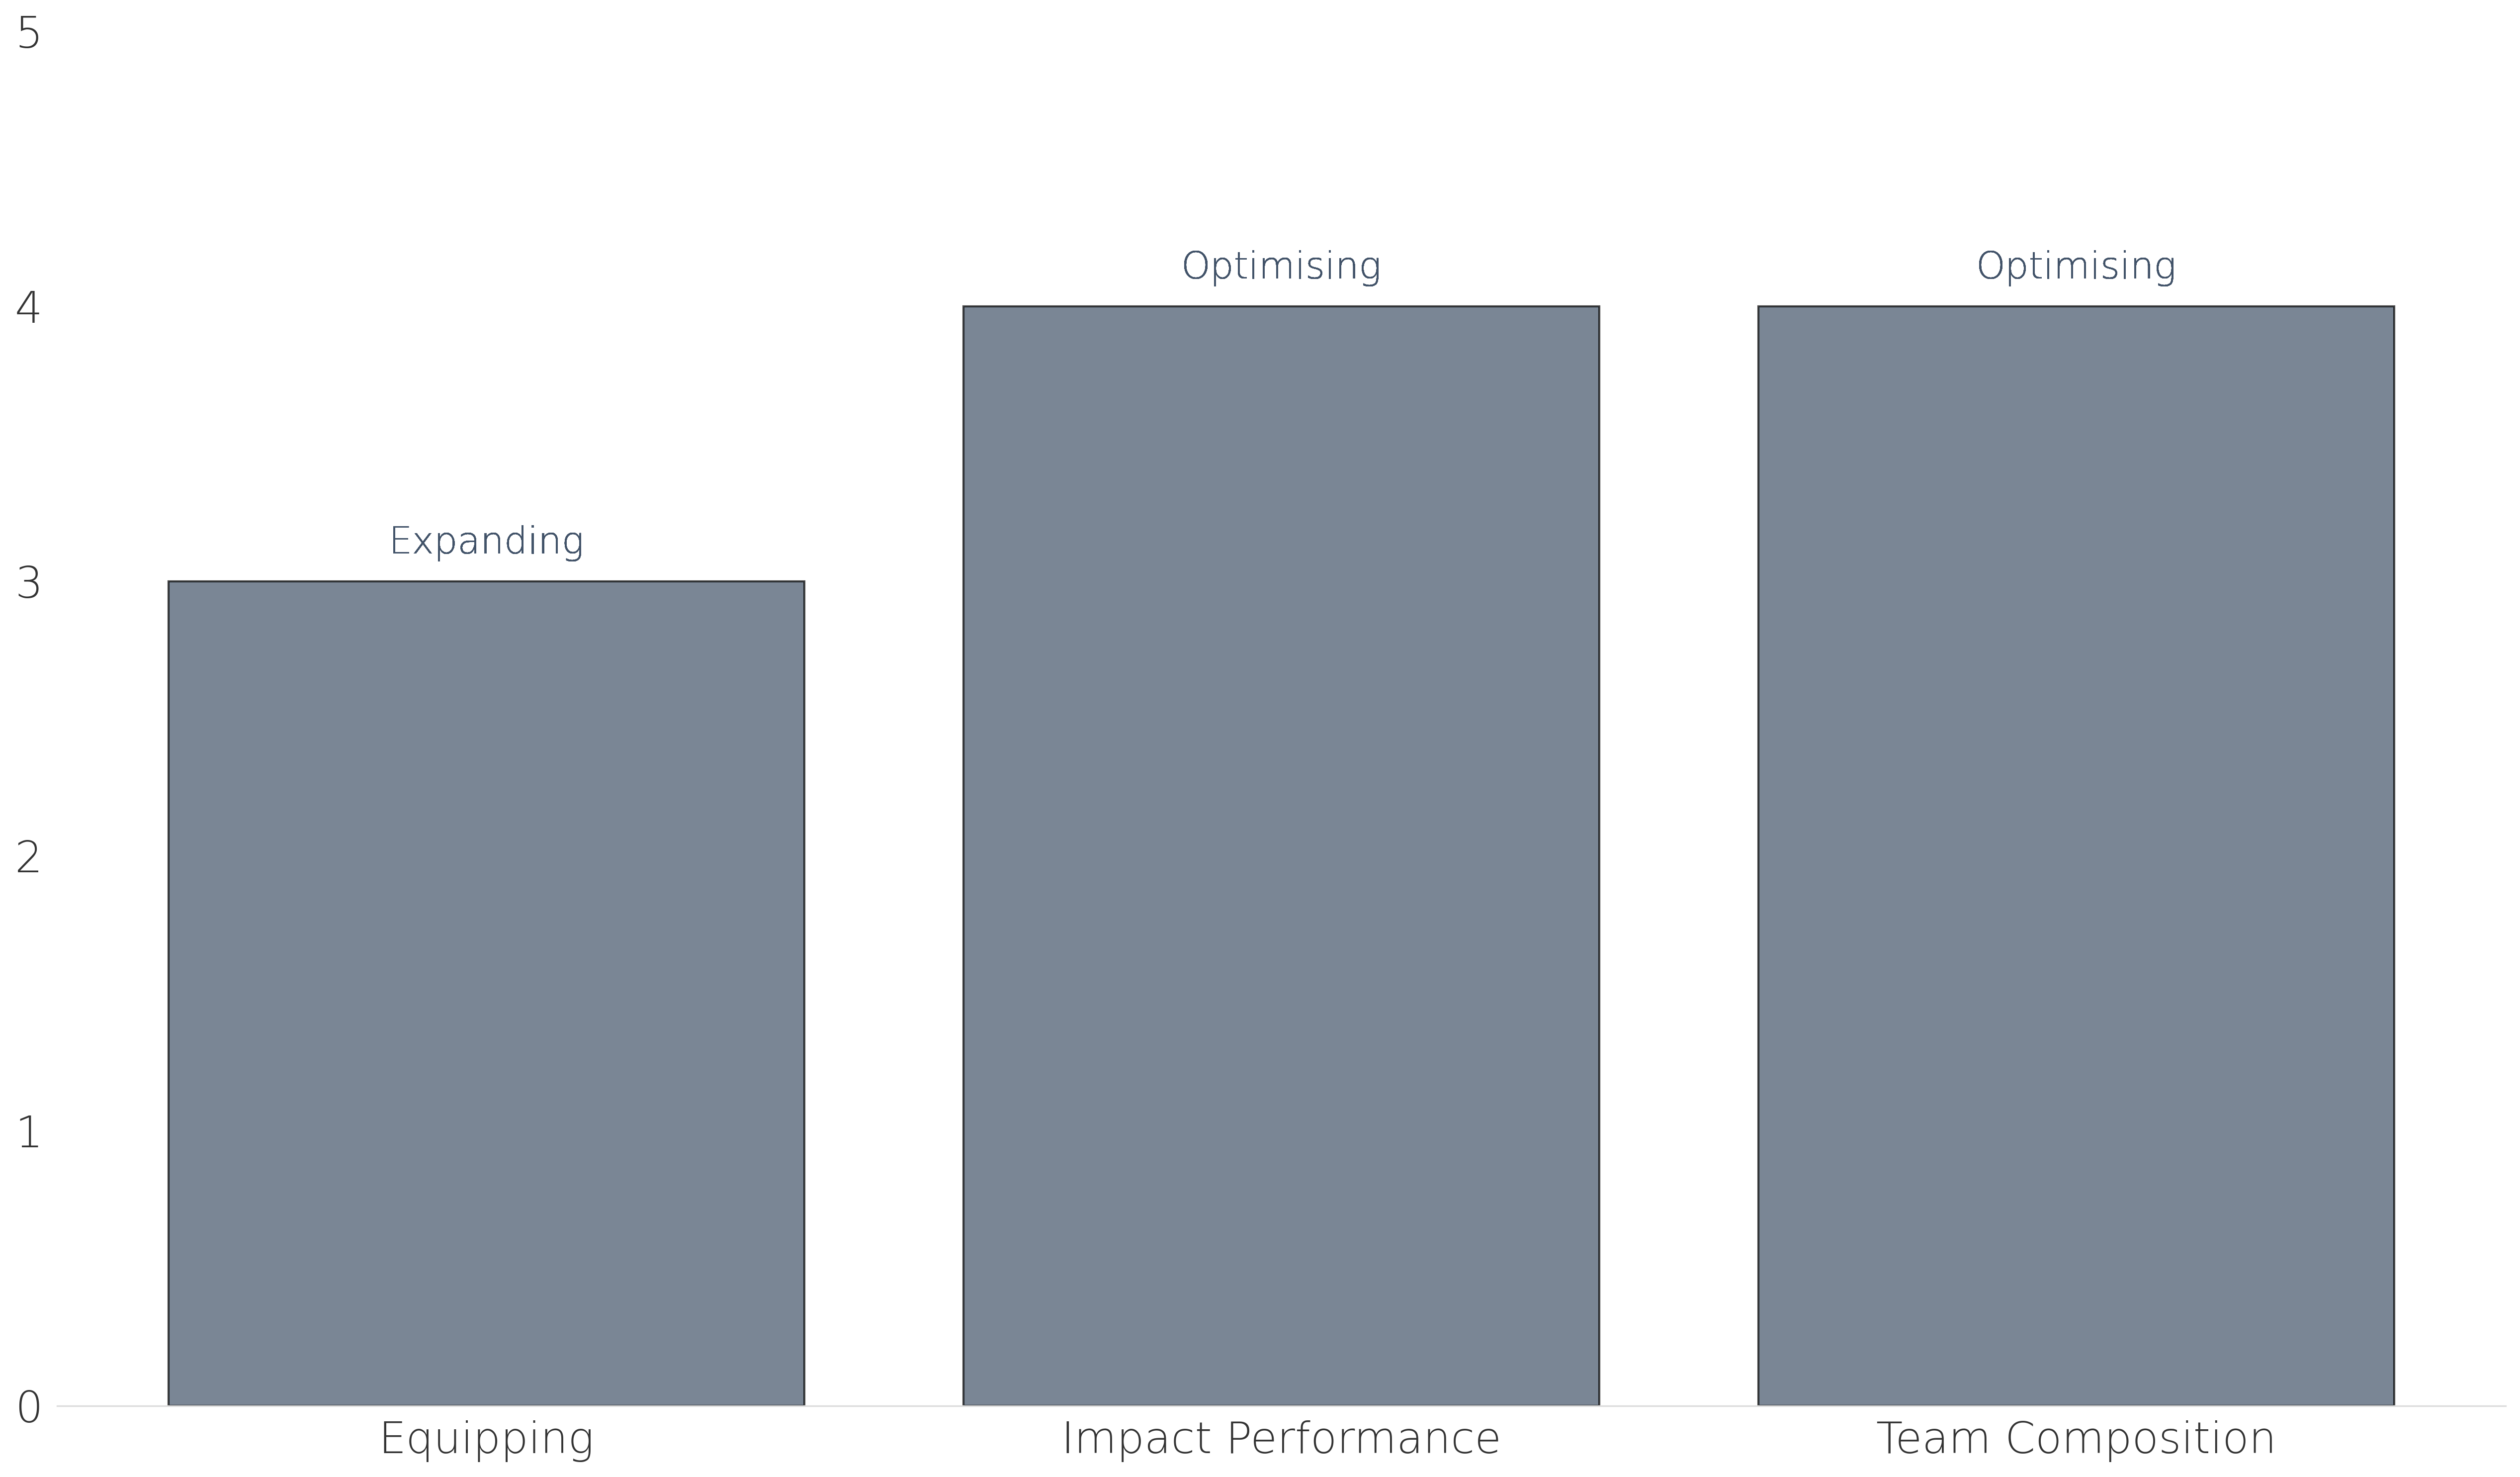 5
Optimising Optimising
4
Expanding
3
2
1
0
Equipping Impact Performance Team Composition